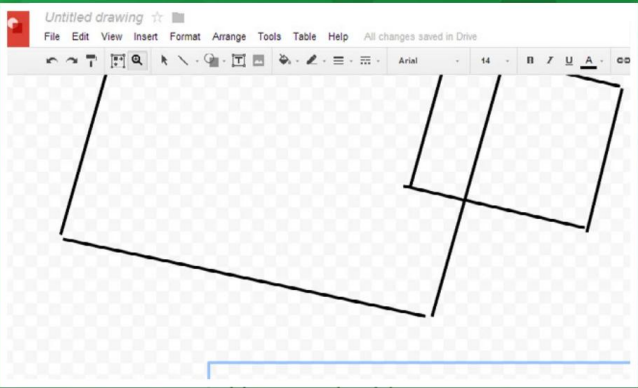 Untitled drawing
File Edit View Insert Format Arrange Tools Table Help All changes saved in Drive
Arial 14 B I U A